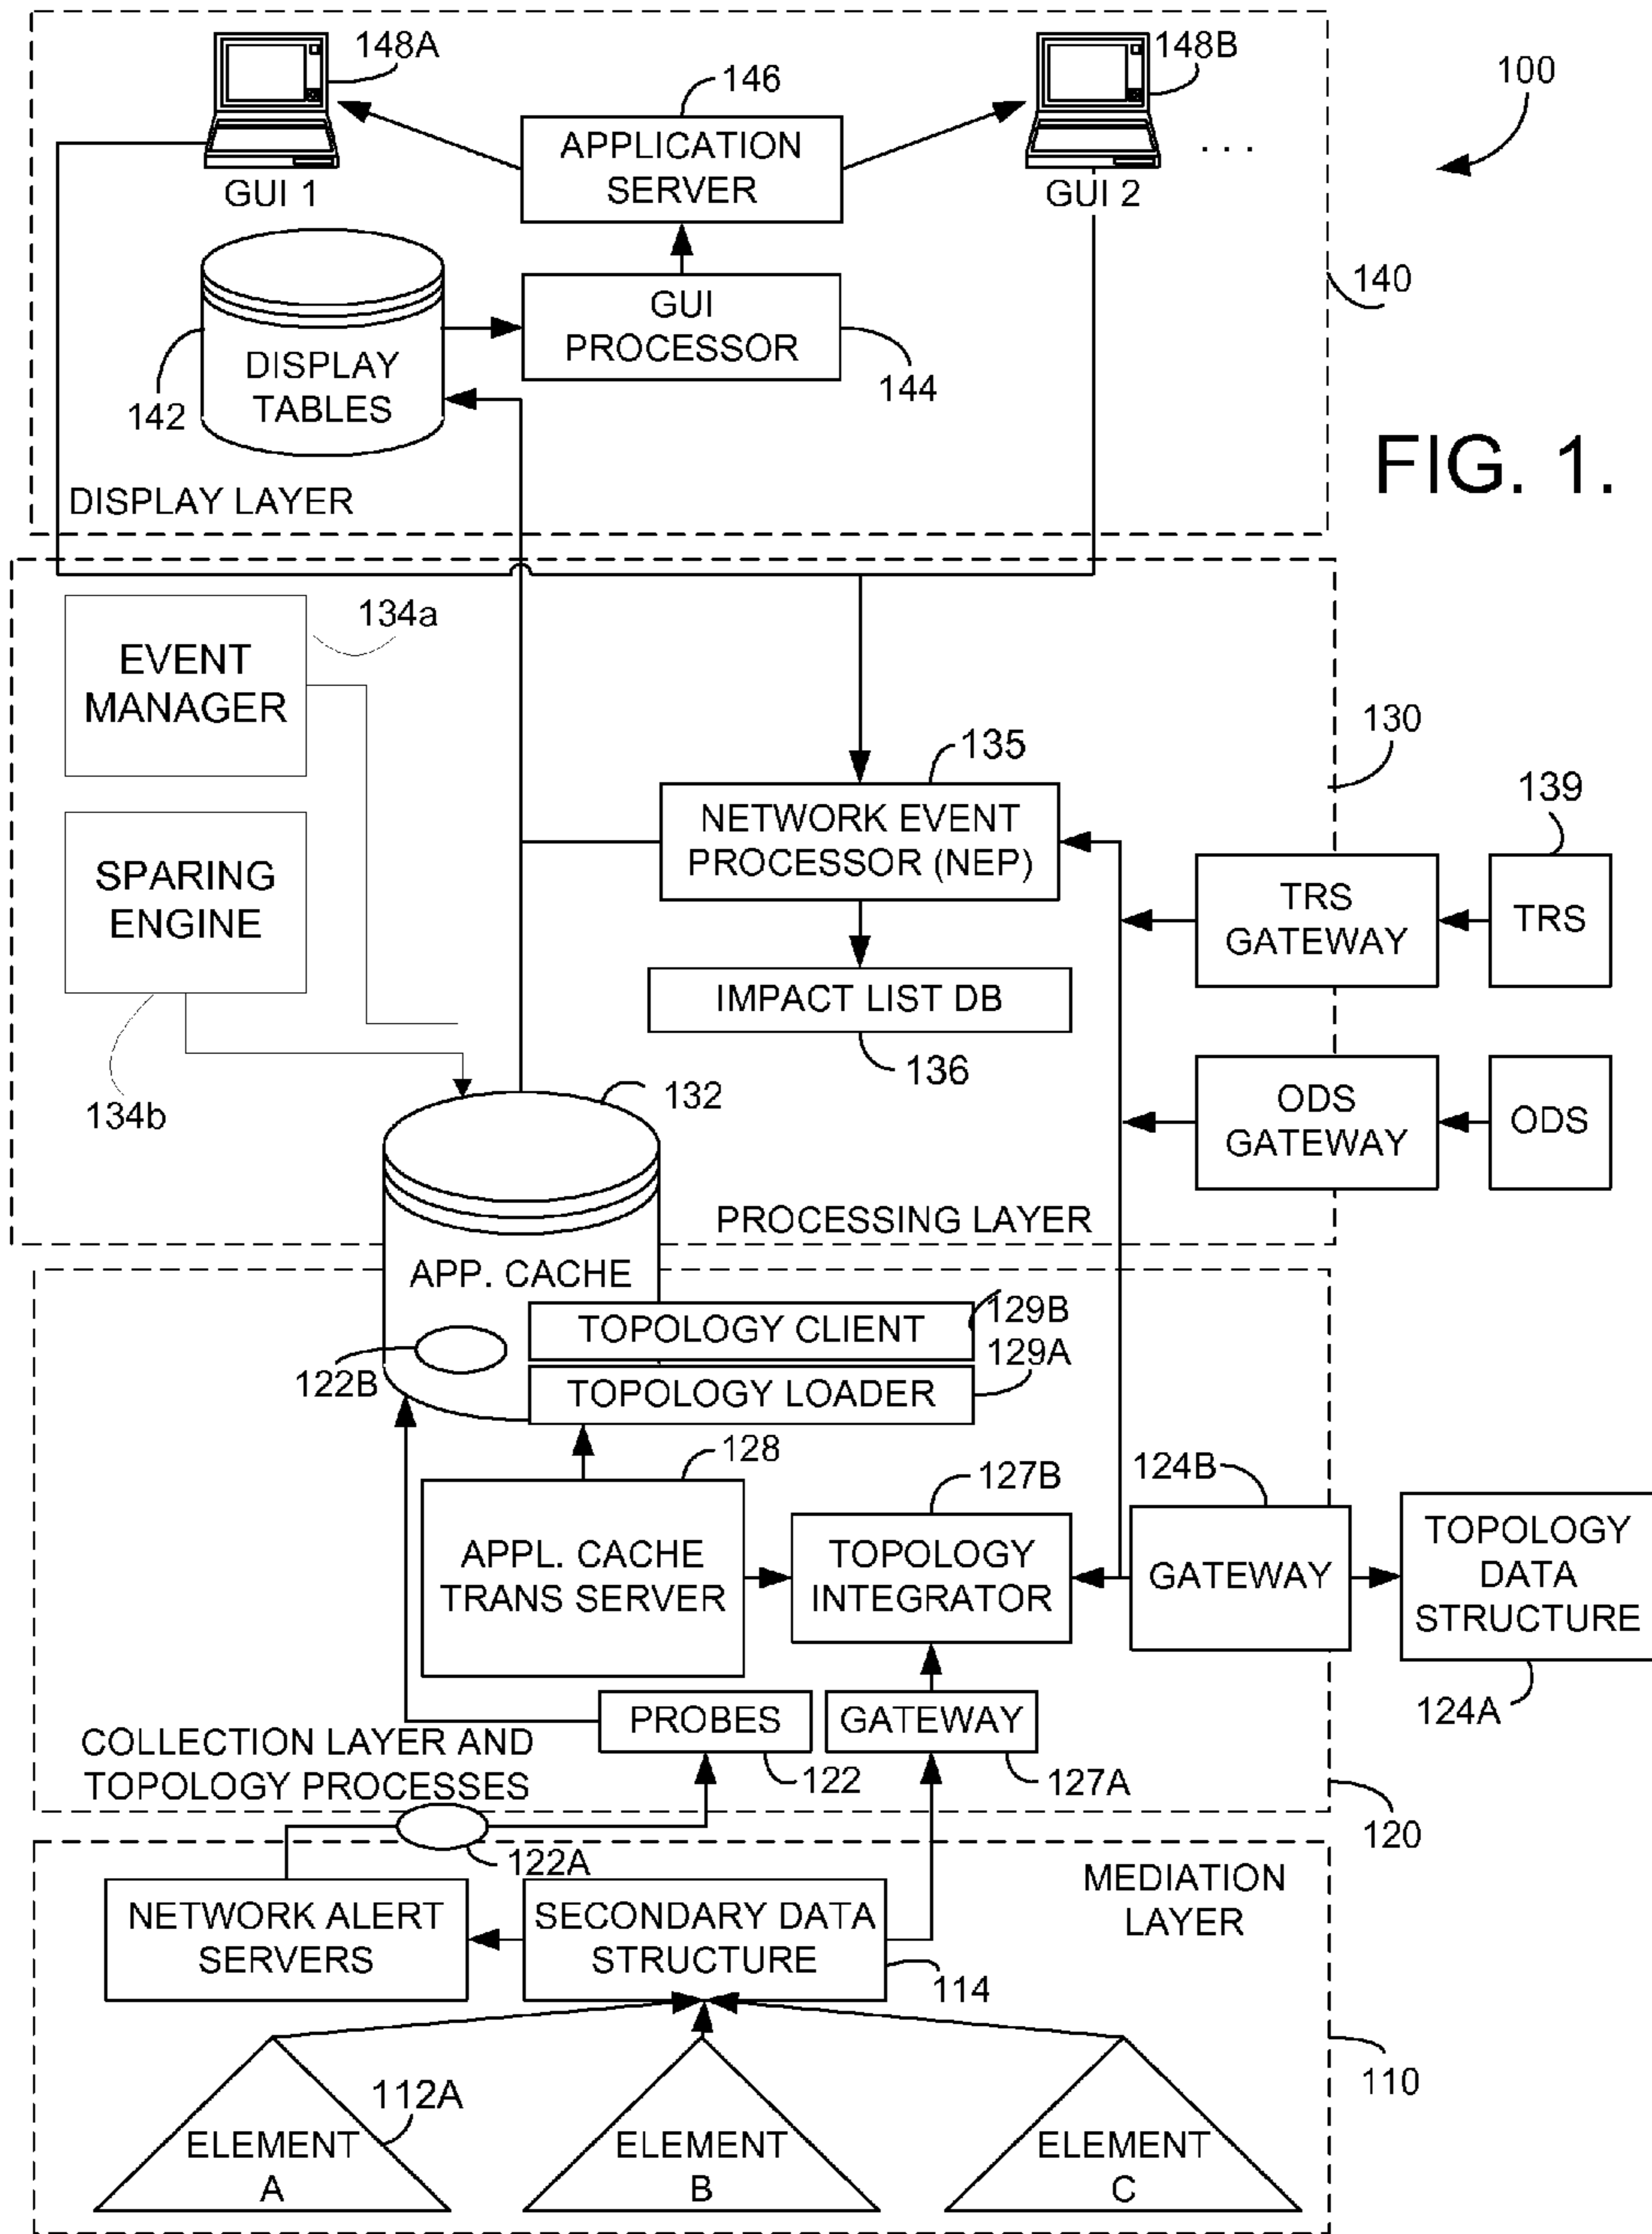 148A
148B
100
146
APPLICATION
SERVER
. . .
GUI 1
GUI 2
140
GUI
PROCESSOR
DISPLAY
TABLES
142
144
FIG. 1.
DISPLAY LAYER
134a
EVENT
MANAGER
130
135
139
NETWORK EVENT
PROCESSOR (NEP)
SPARING
ENGINE
TRS
GATEWAY
TRS
IMPACT LIST DB
136
132
134b
ODS
GATEWAY
ODS
PROCESSING LAYER
APP. CACHE
129B
TOPOLOGY CLIENT
129A
122B
TOPOLOGY LOADER
128
127B
124B
APPL. CACHE
TRANS SERVER
TOPOLOGY
INTEGRATOR
GATEWAY
TOPOLOGY
DATA
STRUCTURE
124A
PROBES
GATEWAY
COLLECTION LAYER AND
TOPOLOGY PROCESSES
122
127A
120
122A
MEDIATION
LAYER
NETWORK ALERT
SERVERS
SECONDARY DATA
STRUCTURE
114
110
112A
ELEMENT
A
ELEMENT
B
ELEMENT
C